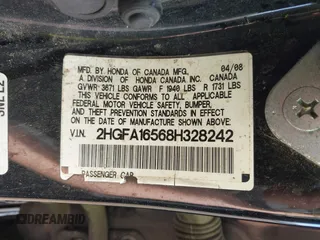 MFD. BY HONDA OF CANADA MFG. 04/08
A DIVISION OF HONDA CANADA INC. CANADA
GVWR 3671 LBS GAWR F 1940 LBS R 1731 LBS
THIS VEHICLE CONFORMS TO ALL APPLICABLE
FEDERAL MOTOR VEHICLE SAFETY, BUMPER,
AND THEFT PREVENTION STANDARDS IN EFFECT
ON THE DATE OF MANUFACTURE SHOWN ABOVE.
V.I.N. 2HGFA16568H328242
PASSENGER CAR
DREAMBID